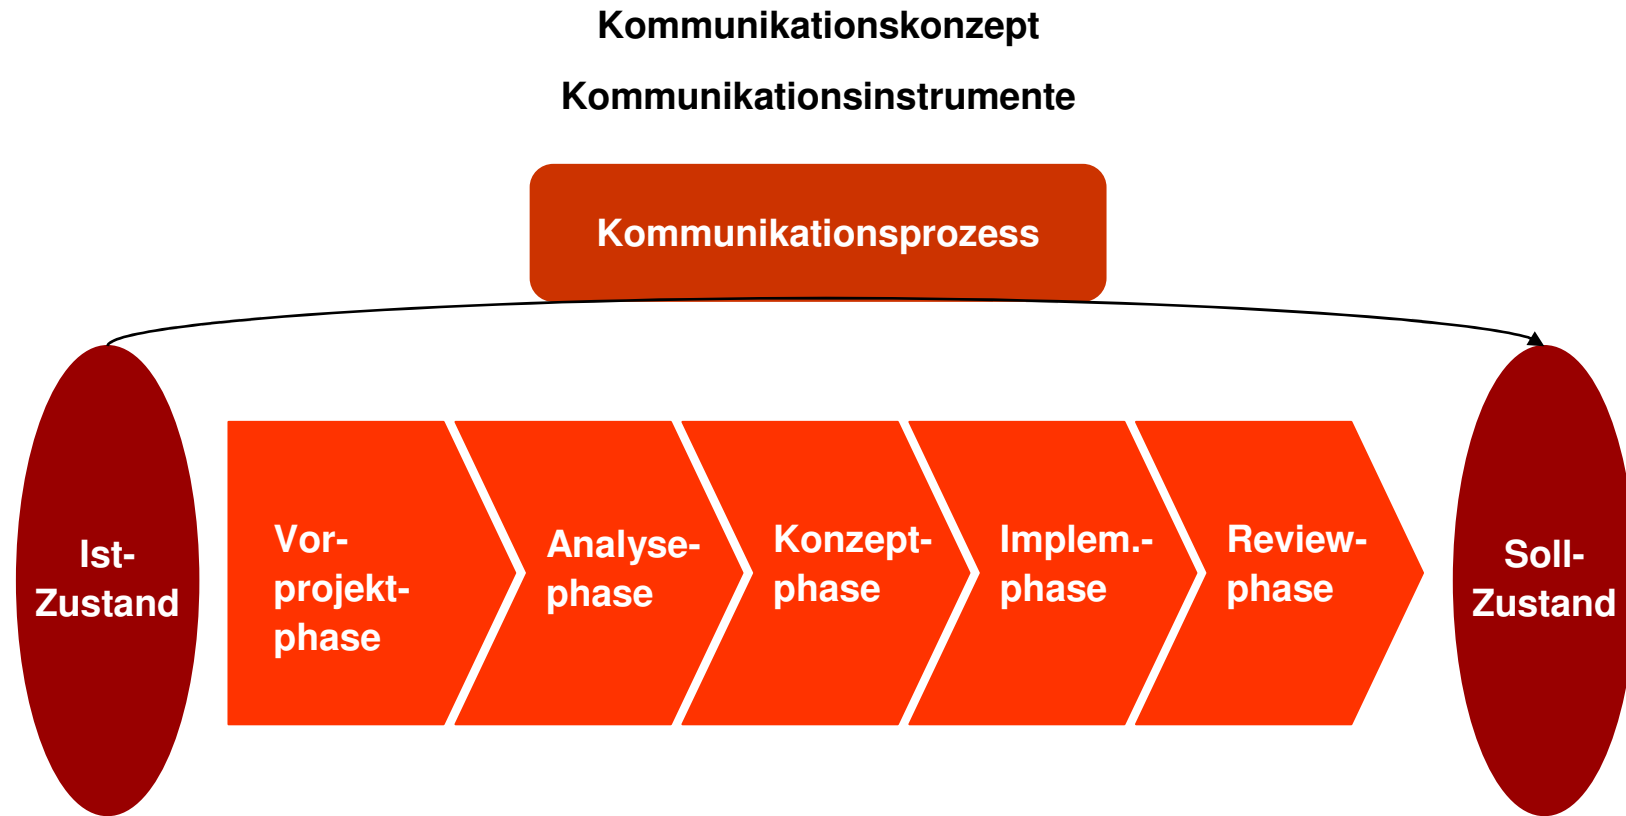 Kommunikationskonzept
Kommunikationsinstrumente
Kommunikationsprozess
Ist-
Zustand
Vor-
projekt-
phase
Analyse-
phase
Konzept-
phase
Implem.-
phase
Review-
phase
Soll-
Zustand